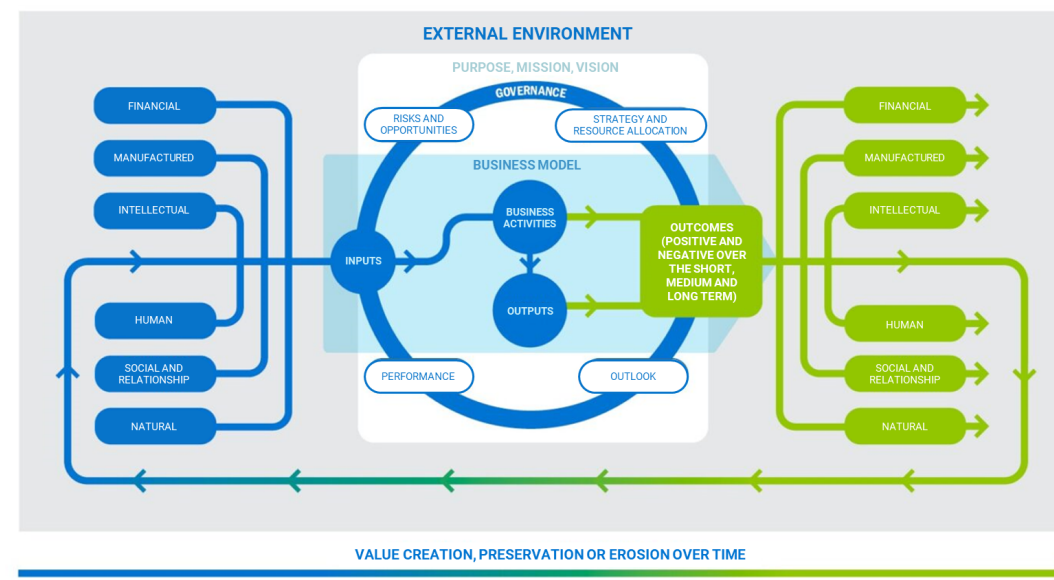 EXTERNAL ENVIRONMENT
PURPOSE, MISSION, VISION
GOVERNANCE
RISKS AND
OPPORTUNITIES
STRATEGY AND
RESOURCE ALLOCATION
BUSINESS MODEL
FINANCIAL
MANUFACTURED
INTELLECTUAL
HUMAN
SOCIAL AND
RELATIONSHIP
NATURAL
INPUTS
BUSINESS
ACTIVITIES
OUTPUTS
OUTCOMES
(POSITIVE AND
NEGATIVE OVER
THE SHORT,
MEDIUM AND
LONG TERM)
PERFORMANCE
OUTLOOK
FINANCIAL
MANUFACTURED
INTELLECTUAL
HUMAN
SOCIAL AND
RELATIONSHIP
NATURAL
VALUE CREATION, PRESERVATION OR EROSION OVER TIME